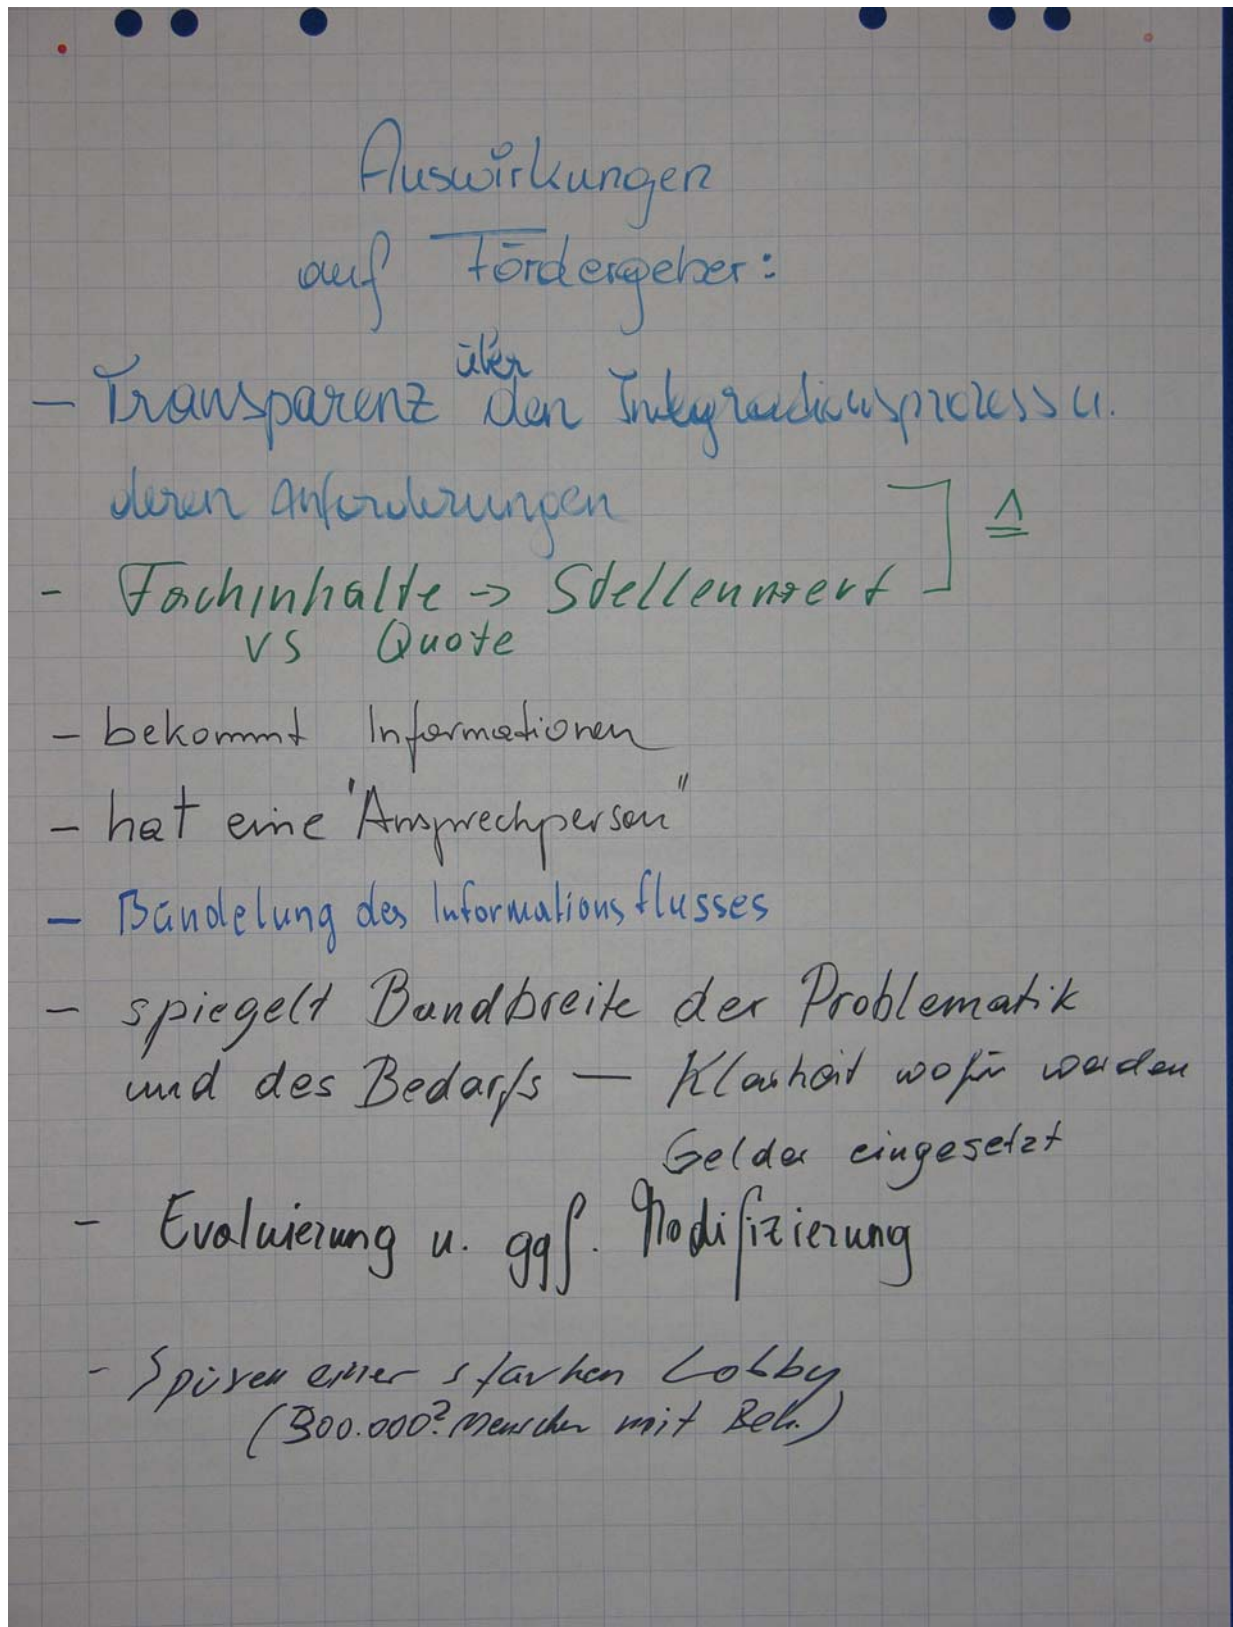 Auswirkungen
auf Fördergeber:
- Transparenz über den Integrationsprozess u.
deren Anforderungen
- Fachinhalte -> Stellenwert
vs Quote
1
- bekommt Informationen
- hat eine "Ansprechperson"
- Bündelung des Informationsflusses
- spiegelt Bandbreite der Problematik
und des Bedarfs — Klarheit wofür werden
Gelder eingesetzt
- Evaluierung u. ggf. Modifizierung
- Spüren einer starken Lobby
(300.000? Menschen mit Beh.)